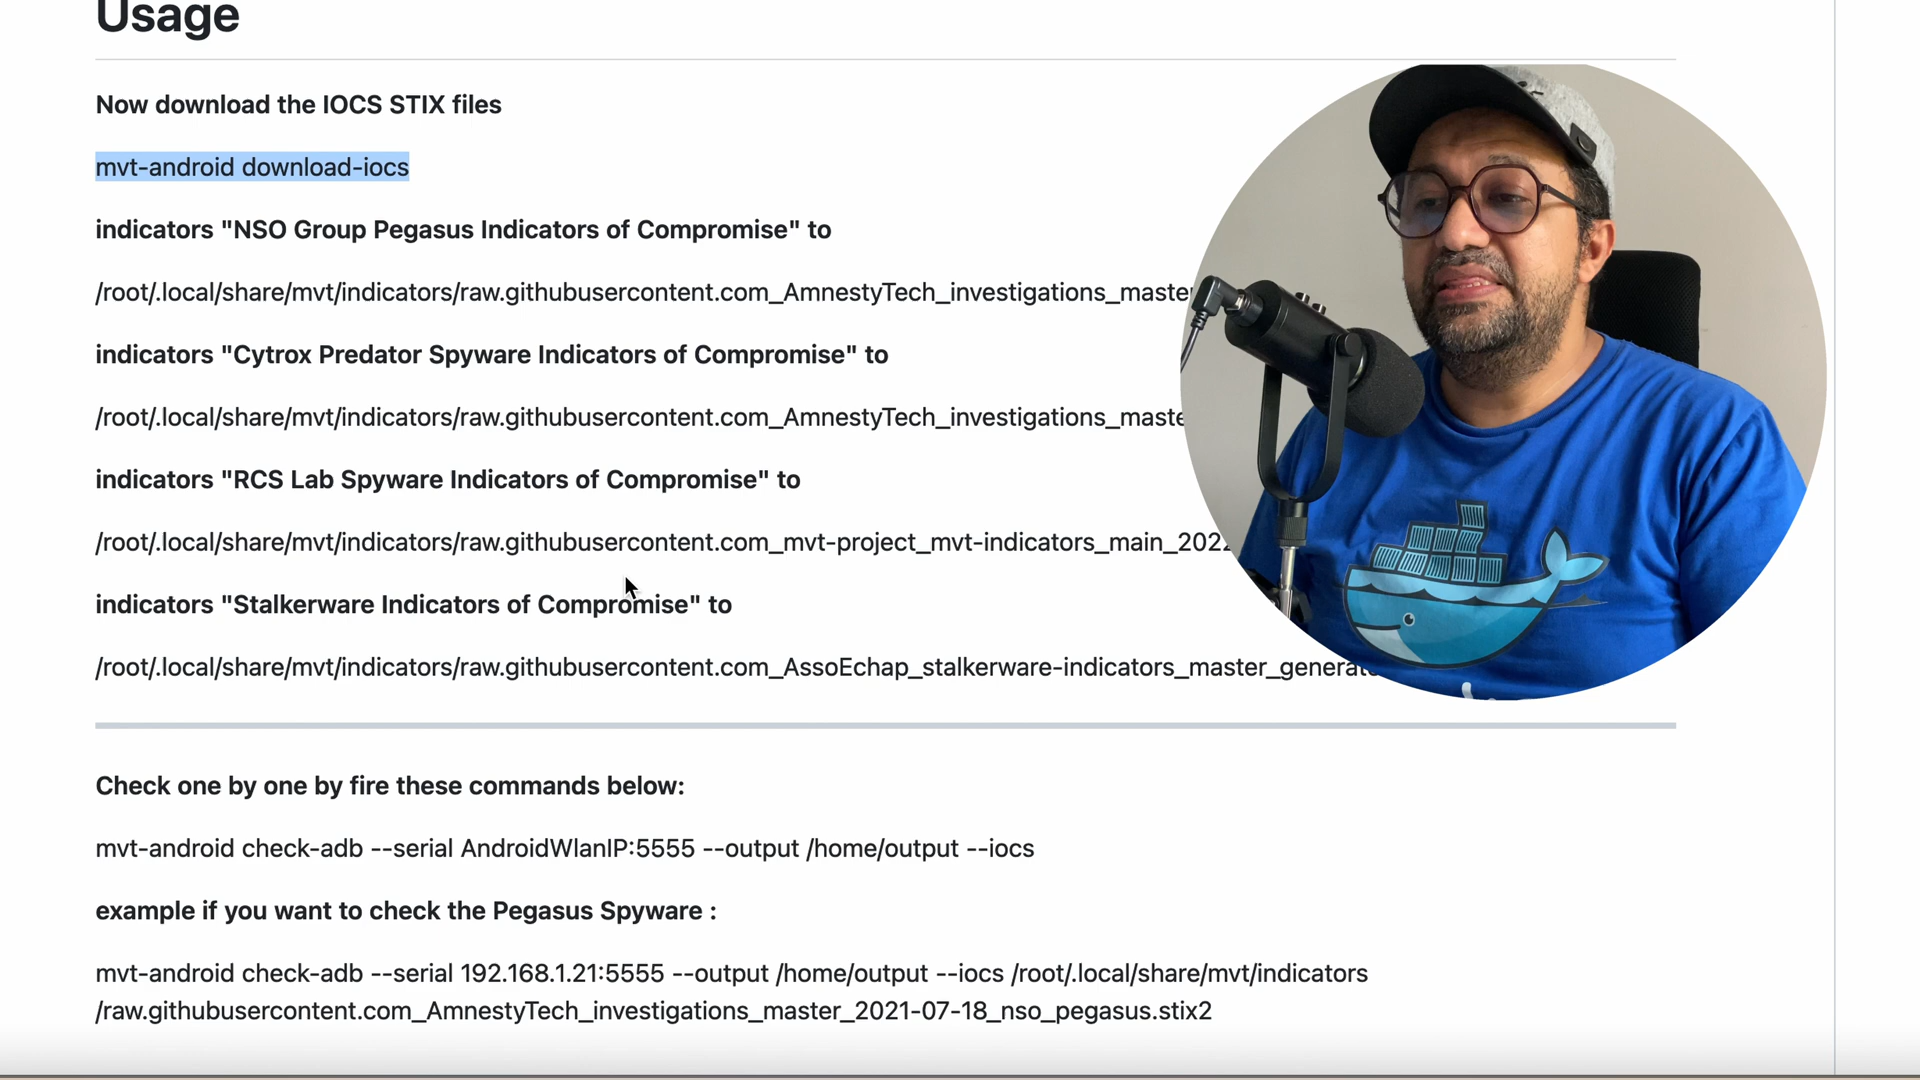 Usage
Now download the IOCS STIX files
mvt-android download-iocs
indicators "NSO Group Pegasus Indicators of Compromise" to
/root/.local/share/mvt/indicators/raw.githubusercontent.com_AmnestyTech_investigations_master
indicators "Cytrox Predator Spyware Indicators of Compromise" to
/root/.local/share/mvt/indicators/raw.githubusercontent.com_AmnestyTech_investigations_maste
indicators "RCS Lab Spyware Indicators of Compromise" to
/root/.local/share/mvt/indicators/raw.githubusercontent.com_mvt-project_mvt-indicators_main_2022
indicators "Stalkerware Indicators of Compromise" to
/root/.local/share/mvt/indicators/raw.githubusercontent.com_AssoEchap_stalkerware-indicators_master_generate
Check one by one by fire these commands below:
mvt-android check-adb --serial AndroidWlanIP:5555 --output /home/output --iocs
example if you want to check the Pegasus Spyware :
mvt-android check-adb --serial 192.168.1.21:5555 --output /home/output --iocs /root/.local/share/mvt/indicators
/raw.githubusercontent.com_AmnestyTech_investigations_master_2021-07-18_nso_pegasus.stix2